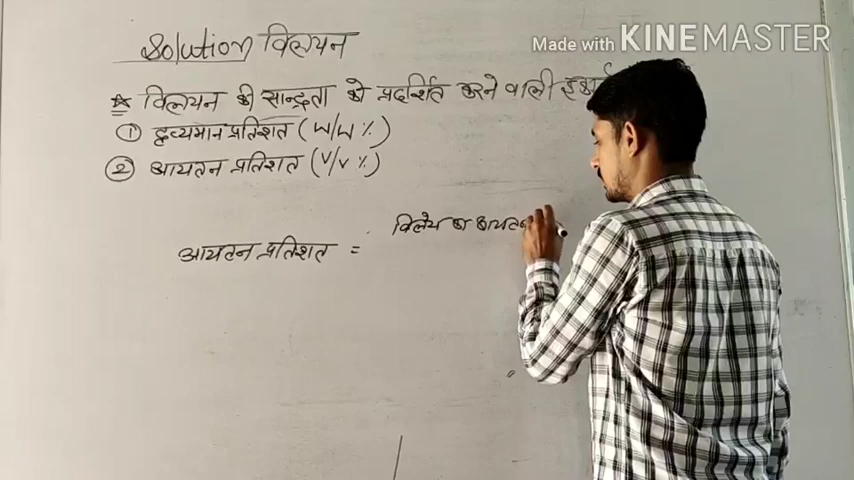 Made with KINEMASTER
Solution विलयन
* विलयन की सान्द्रता को प्रदर्शित करने वाली
① द्रव्यमान प्रतिशत (W/W %)
② आयतन प्रतिशत (V/V %)
विलेय का आयतन
आयतन प्रतिशत =